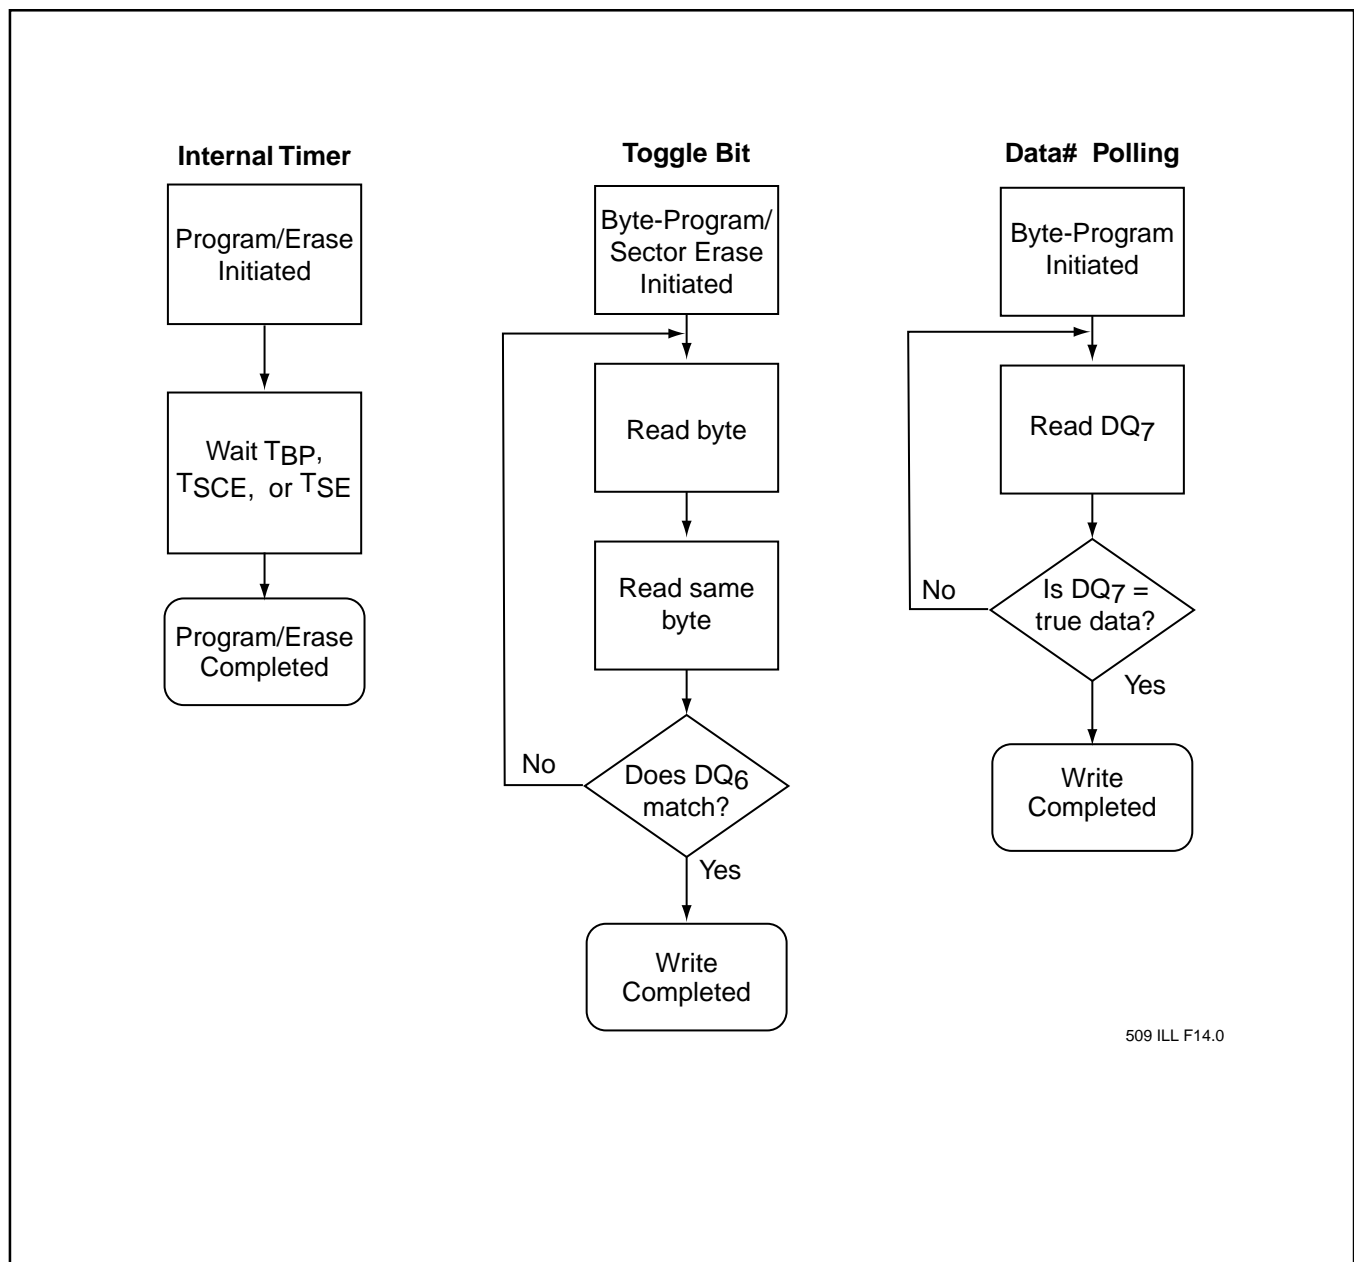 Internal Timer
Program/Erase
Initiated
Wait TBP,
TSCE, or TSE
Program/Erase
Completed
Toggle Bit
Byte-Program/
Sector Erase
Initiated
Read byte
Read same
byte
No
Does DQ6
match?
Yes
Write
Completed
Data# Polling
Byte-Program
Initiated
Read DQ7
No
Is DQ7 =
true data?
Yes
Write
Completed
509 ILL F14.0